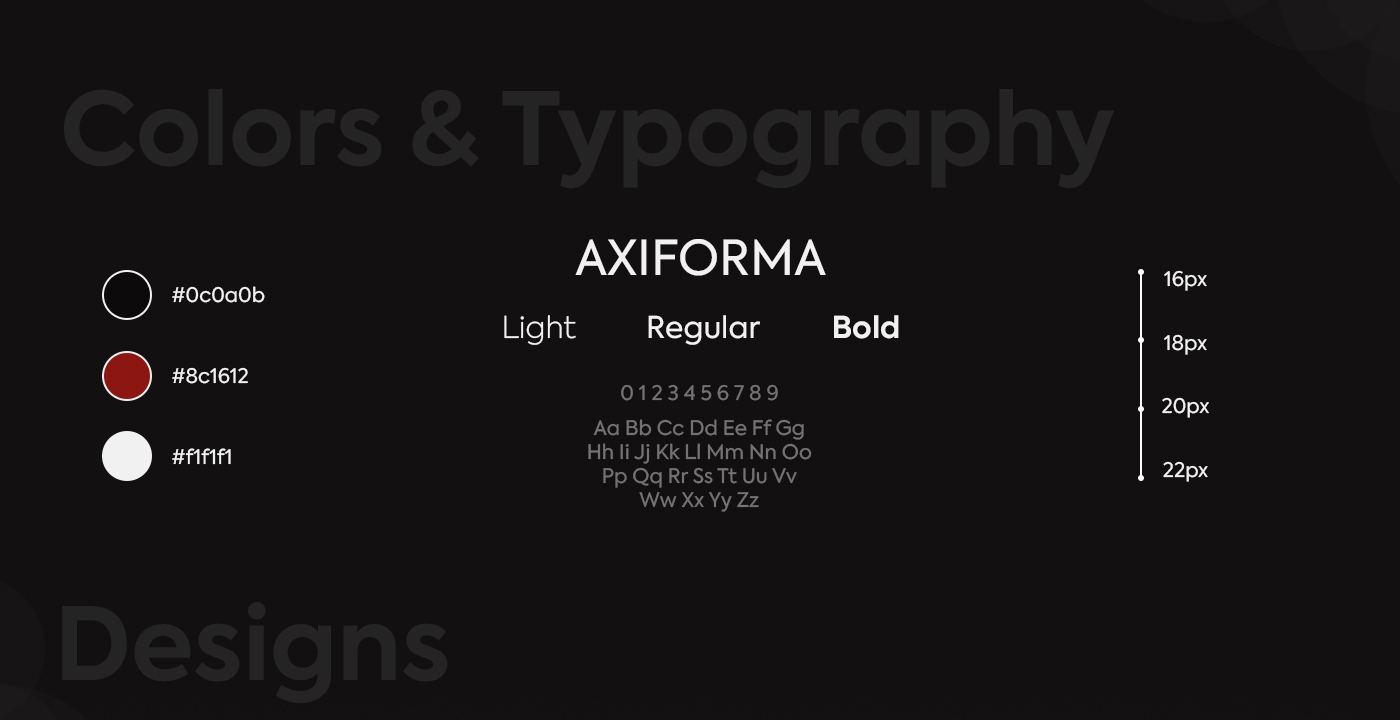 Colors & Typography
#0c0a0b
#8c1612
#f1f1f1
AXIFORMA
Light Regular Bold
0 1 2 3 4 5 6 7 8 9
Aa Bb Cc Dd Ee Ff Gg
Hh Ii Jj Kk Ll Mm Nn Oo
Pp Qq Rr Ss Tt Uu Vv
Ww Xx Yy Zz
16px
18px
20px
22px
Designs